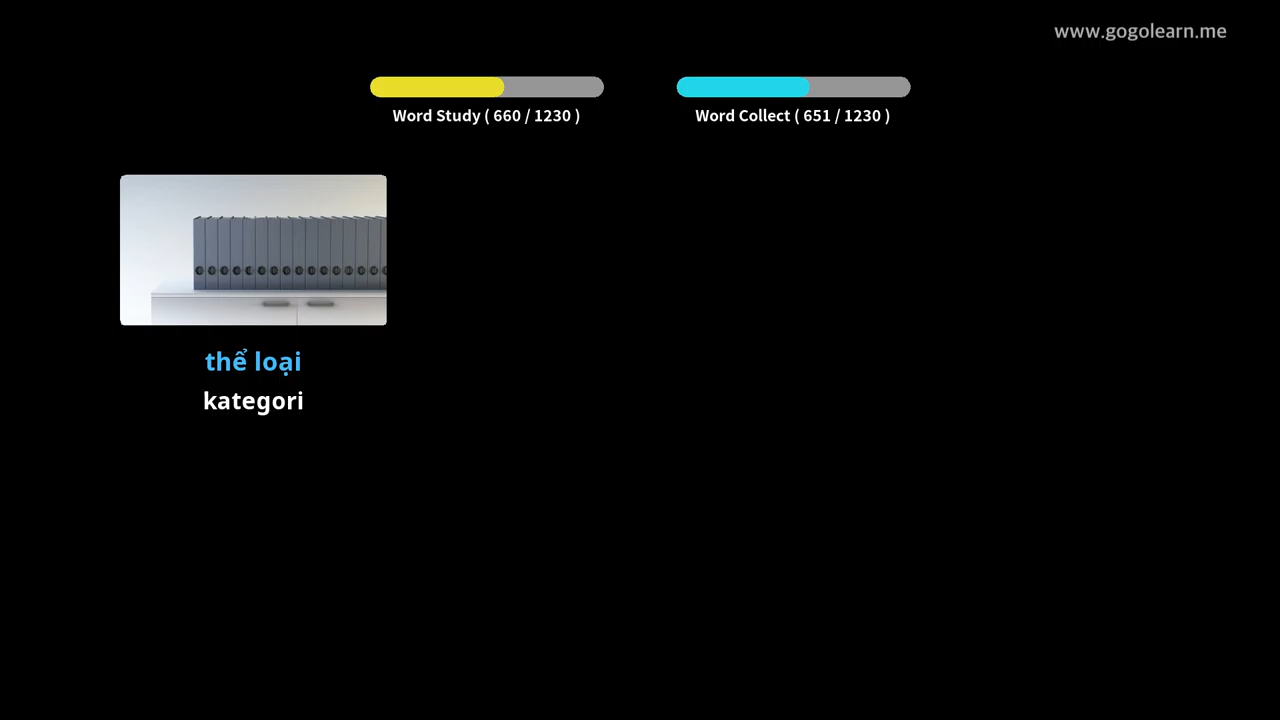 www.gogolearn.me
Word Study ( 660 / 1230 )
Word Collect ( 651 / 1230 )
thể loại
kategori